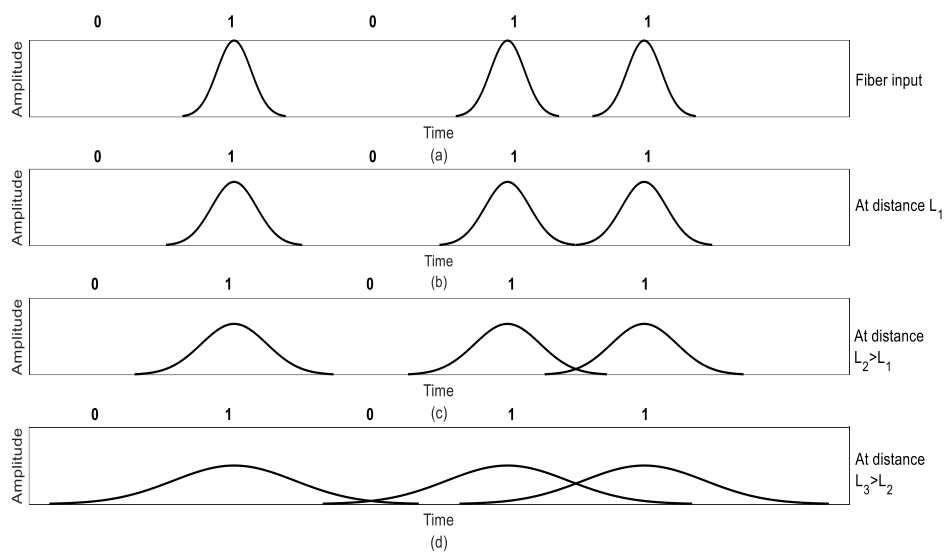 0 1 0 1 1
Amplitude
Fiber input
Time
(a)
0 1 0 1 1
Amplitude
At distance L1
Time
(b)
0 1 0 1 1
Amplitude
At distance
L2>L1
Time
(c)
0 1 0 1 1
Amplitude
At distance
L3>L2
Time
(d)